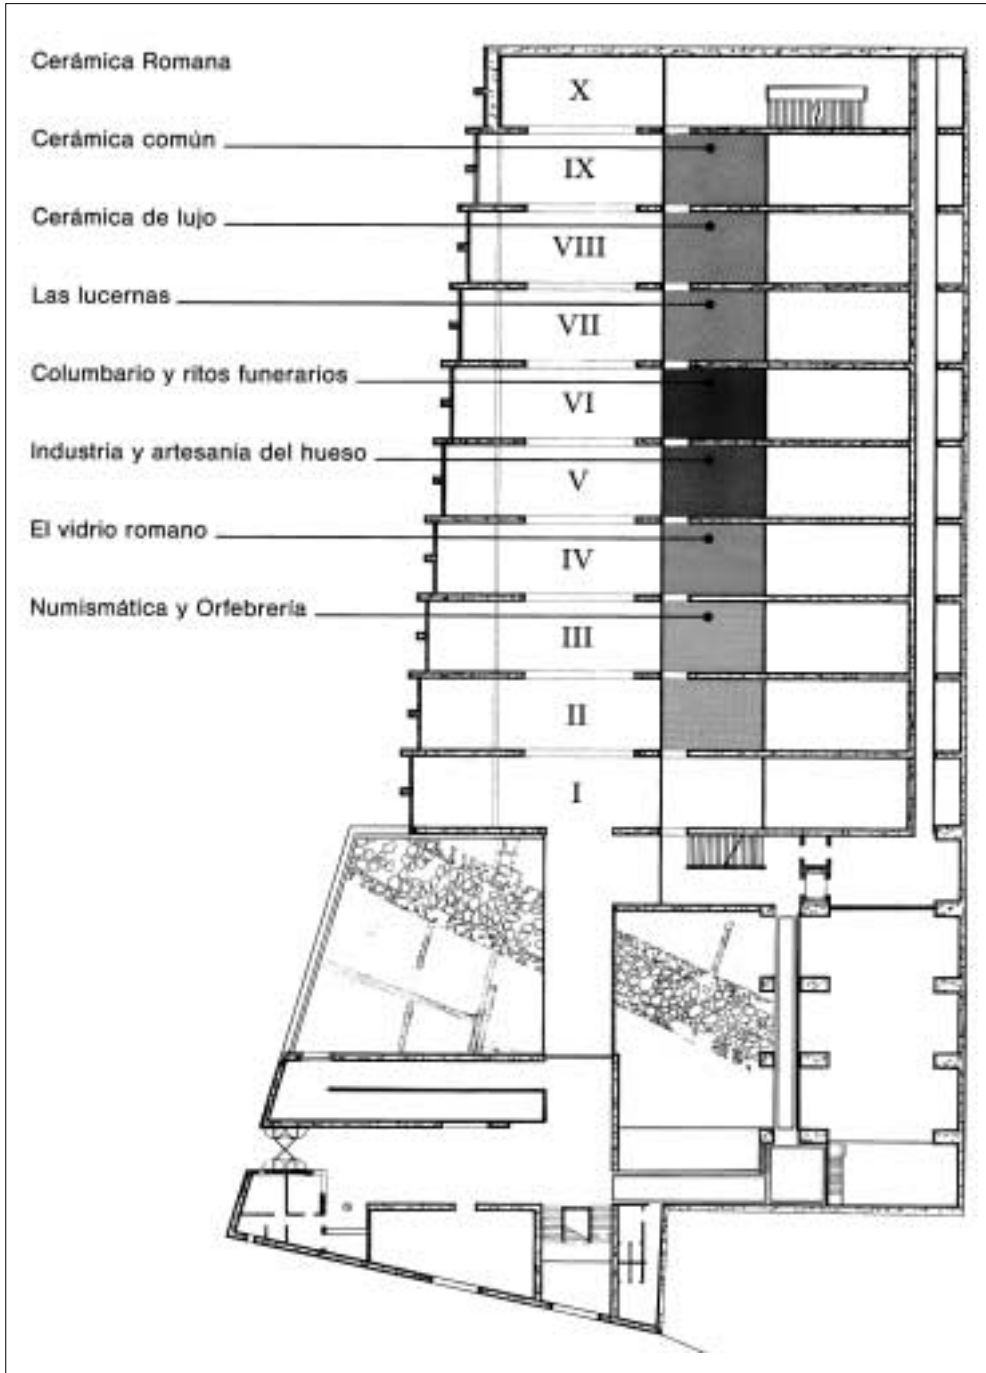 Cerámica Romana
X
Cerámica común
IX
Cerámica de lujo
VIII
Las lucernas
VII
Columbario y ritos funerarios
VI
Industria y artesanía del hueso
V
El vidrio romano
IV
Numismática y Orfebrería
III
II
I